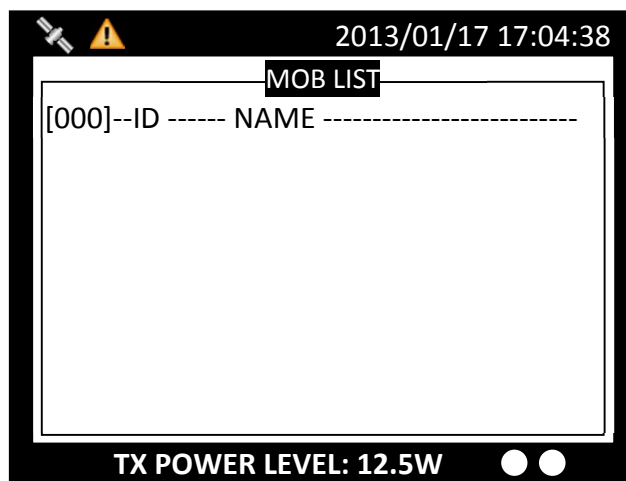 2013/01/17 17:04:38
MOB LIST
[000]--ID ------ NAME --------------------------
TX POWER LEVEL: 12.5W